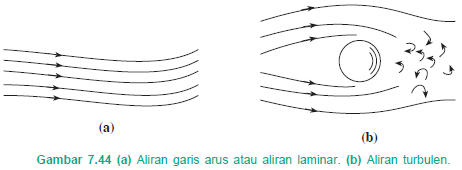 (a)
(b)
Gambar 7.44 (a) Aliran garis arus atau aliran laminar. (b) Aliran turbulen.